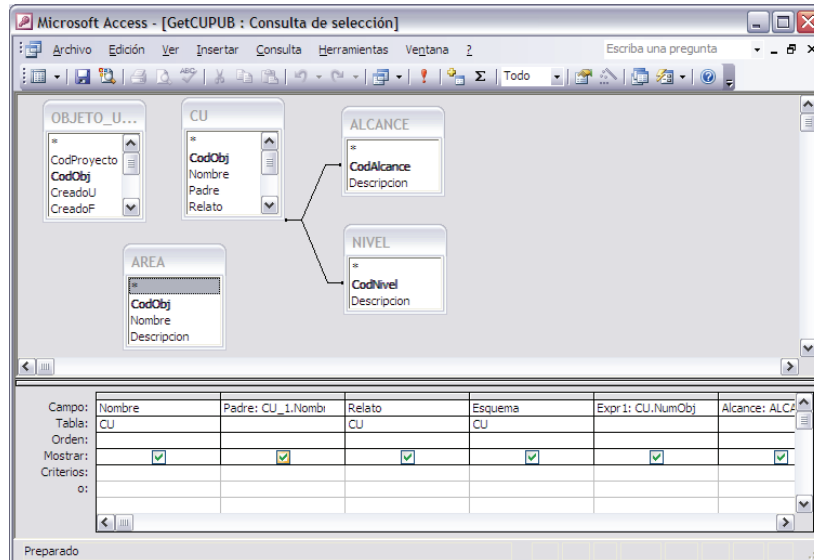 Microsoft Access - [GetCUPUB : Consulta de selección]
Archivo Edición Ver Insertar Consulta Herramientas Ventana ? Escriba una pregunta
ABC Σ Todo
OBJETO_U...
*
CodProyecto
CodObj
CreadoU
CreadoF
CU
*
CodObj
Nombre
Padre
Relato
ALCANCE
*
CodAlcance
Descripcion
NIVEL
*
CodNivel
Descripcion
AREA
*
CodObj
Nombre
Descripcion
Campo: Nombre Padre: CU_1.Nombr Relato Esquema Expr1: CU.NumObj Alcance: ALCA
Tabla: CU CU CU
Orden:
Mostrar:
Criterios:
o:
Preparado